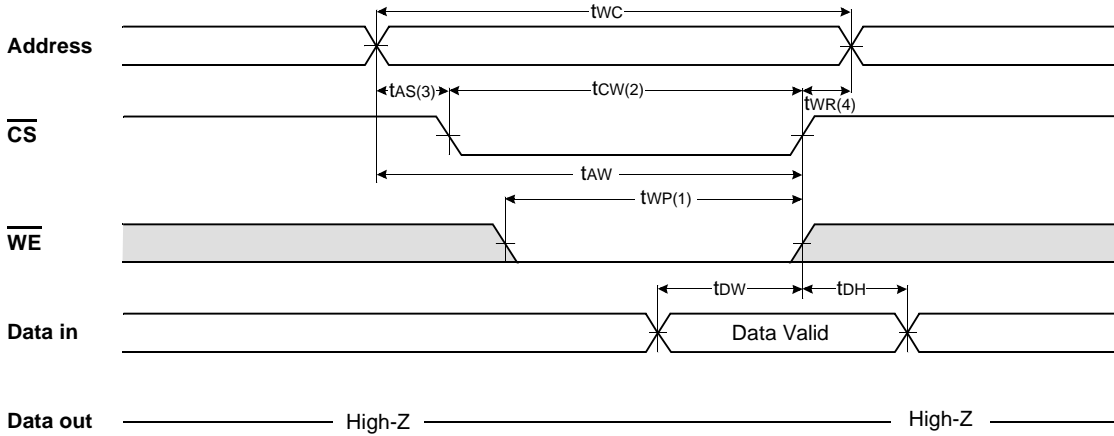 tWC
Address
tAS(3) tCW(2) tWR(4)
CS
tAW
tWP(1)
WE
tDW tDH
Data in Data Valid
Data out High-Z High-Z